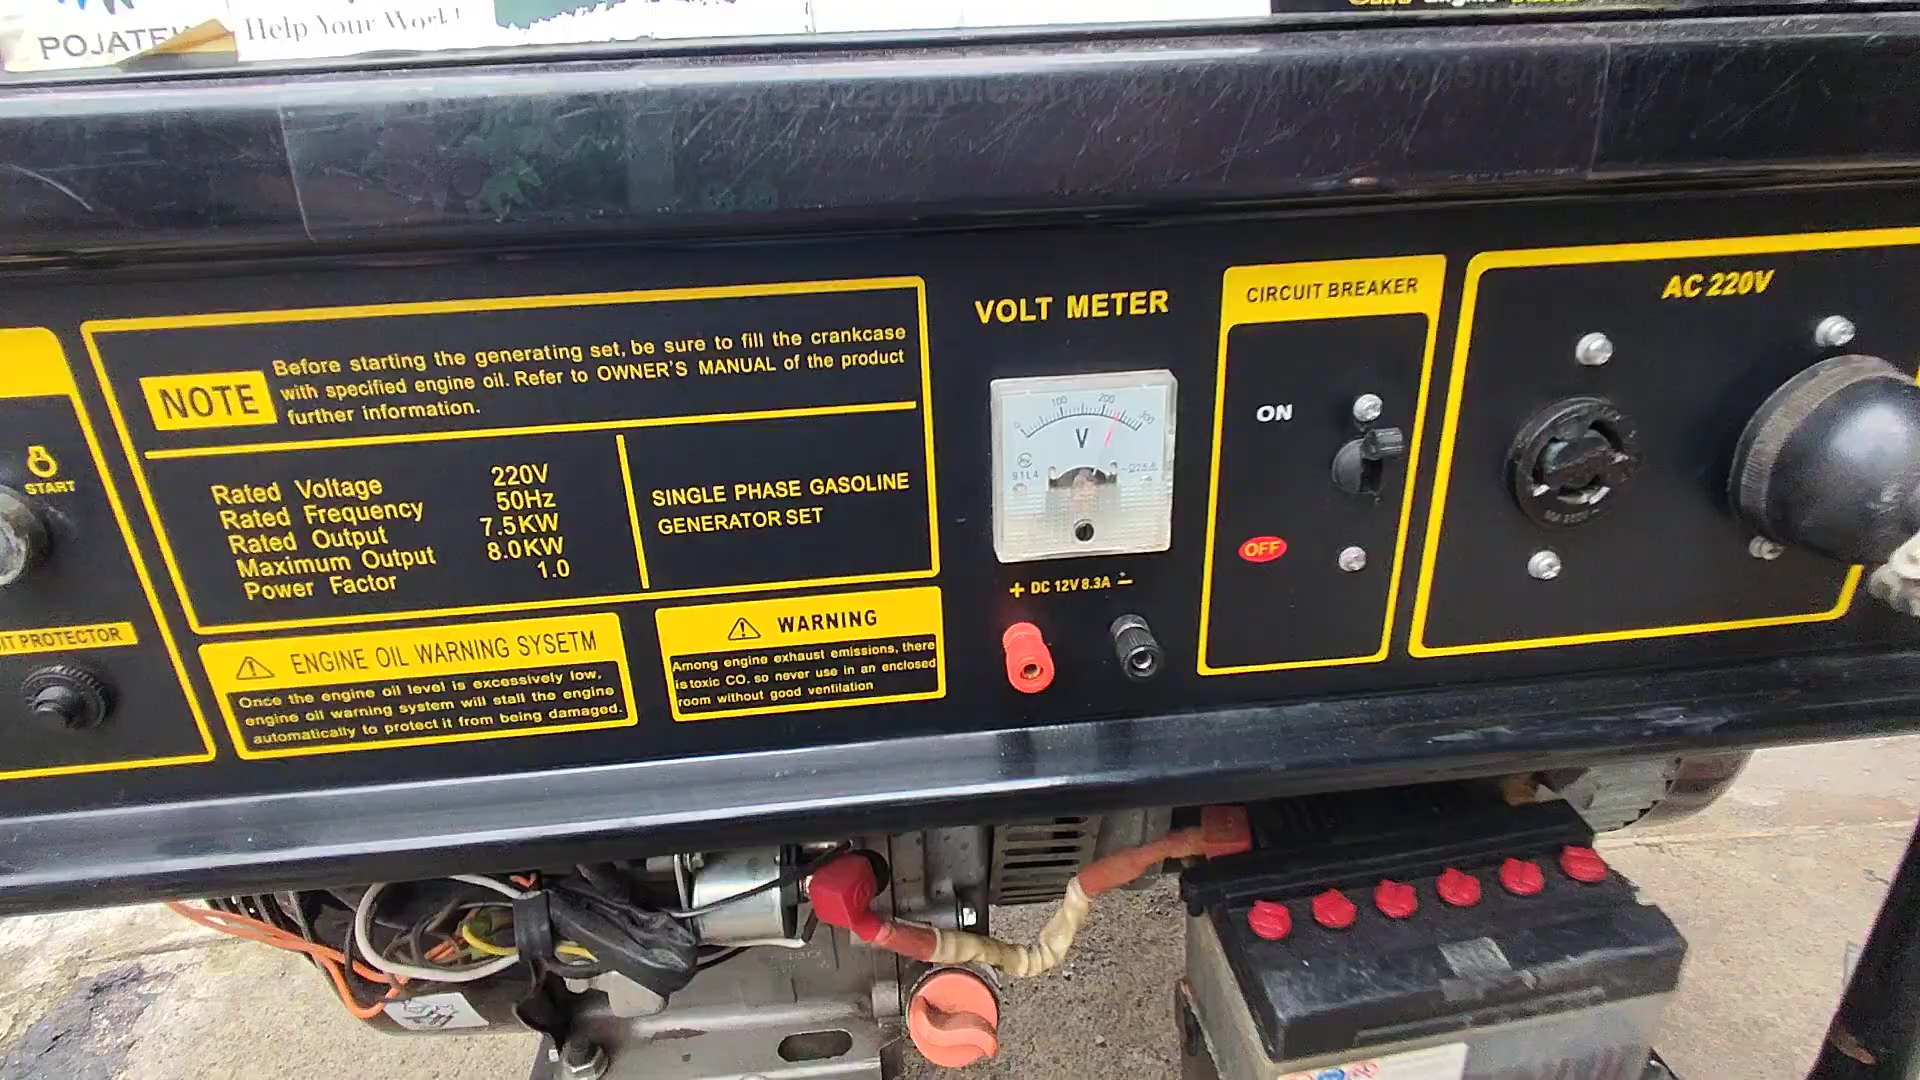 POJATE
Help Your Work!
VOLT METER
CIRCUIT BREAKER
AC 220V
NOTE
Before starting the generating set, be sure to fill the crankcase
with specified engine oil. Refer to OWNER'S MANUAL of the product
further information.
0 100 200 300
V
91L4
ON
OFF
START
Rated Voltage 220V
Rated Frequency 50Hz
Rated Output 7.5KW
Maximum Output 8.0KW
Power Factor 1.0
SINGLE PHASE GASOLINE
GENERATOR SET
+ DC 12V 8.3A -
IT PROTECTOR
ENGINE OIL WARNING SYSETM
Once the engine oil level is excessively low,
engine oil warning system will stall the engine
automatically to protect it from being damaged.
WARNING
Among engine exhaust emissions, there
is toxic CO. so never use in an enclosed
room without good ventilation